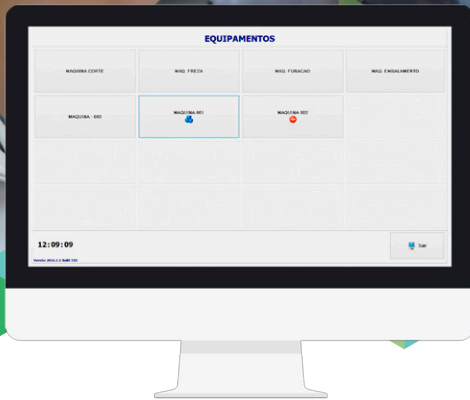 EQUIPAMENTOS
MAQUINA CORTE
MAQ. FREZA
MAQ. FURACAO
MAQ. EMBALAMENTO
MAQUINA - 003
MAQUINA 001
MAQUINA 002
12:09:09
Sair